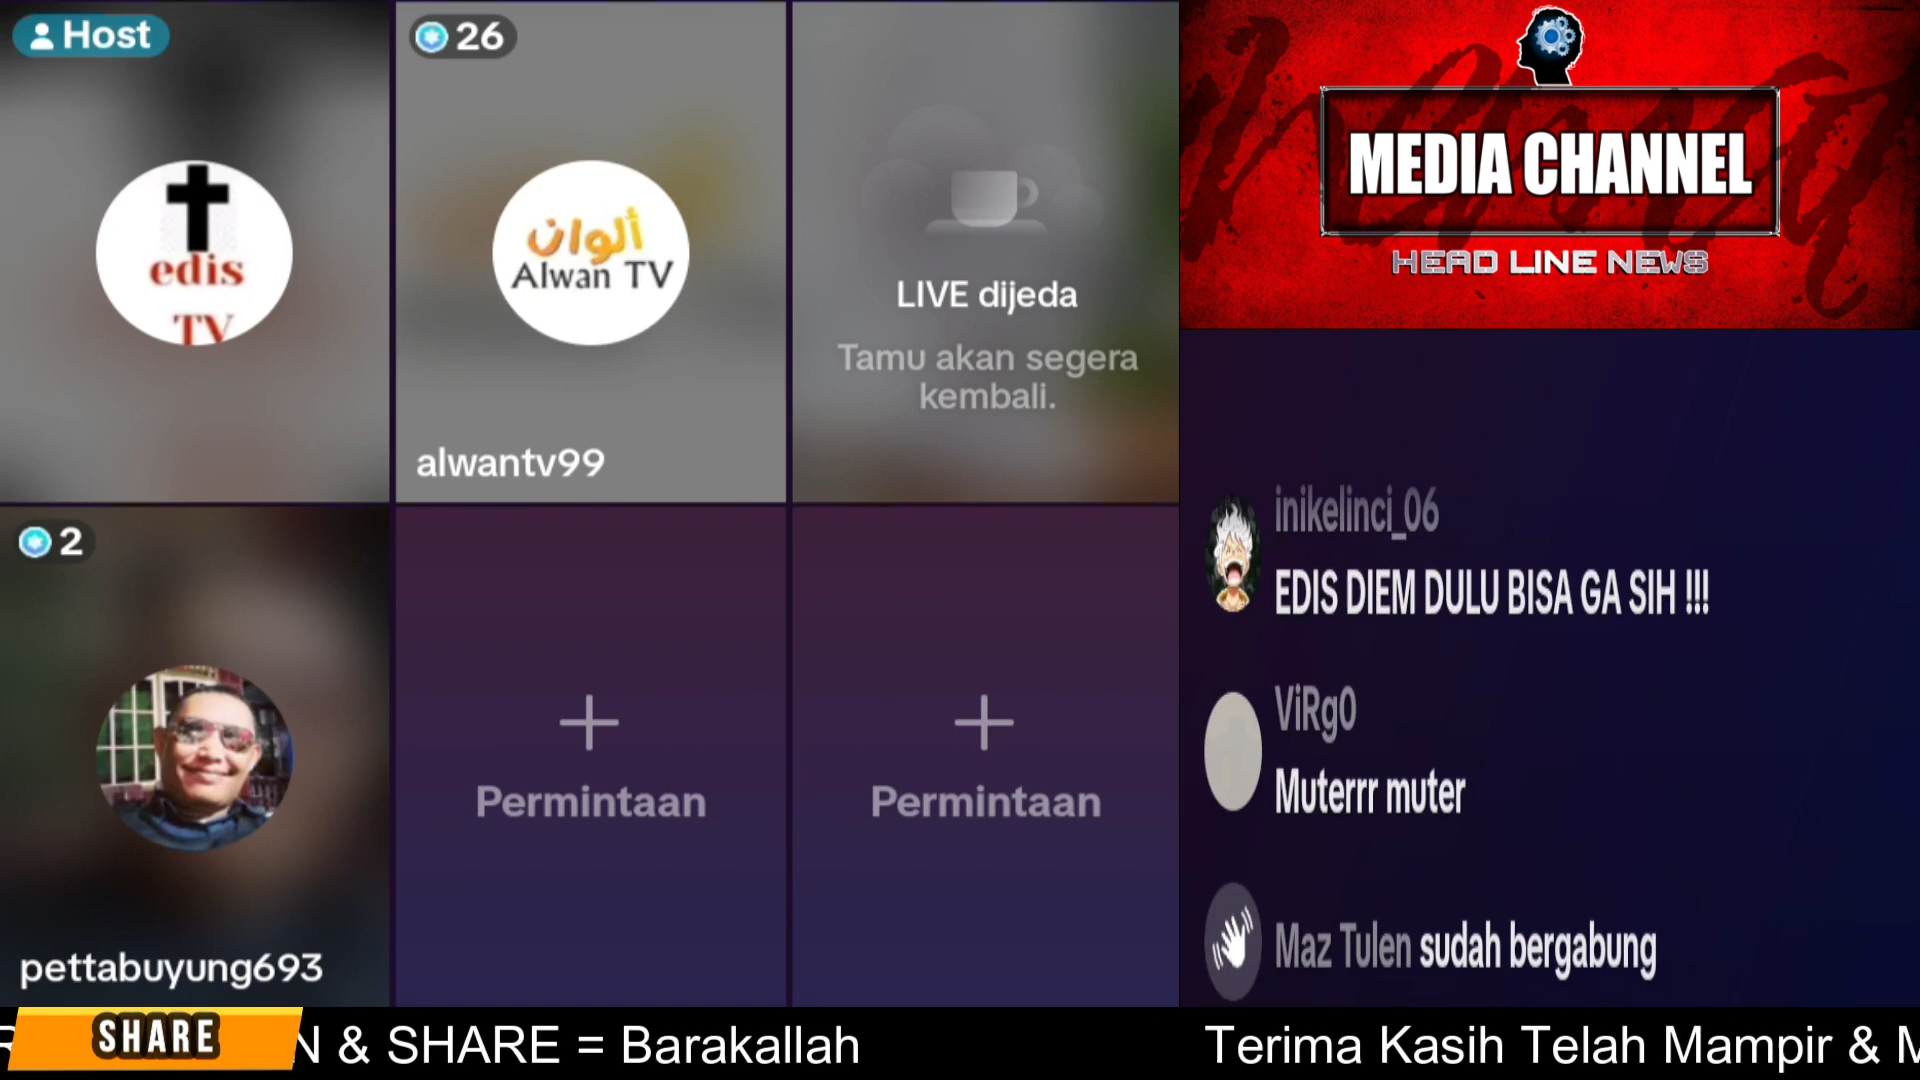 Host
edis
TV
26
ألوان
Alwan TV
alwantv99
LIVE dijeda
Tamu akan segera
kembali.
2
pettabuyung693
Permintaan
Permintaan
MEDIA CHANNEL
HEAD LINE NEWS
inikelinci_06
EDIS DIEM DULU BISA GA SIH !!!
ViRgO
Muterrr muter
Maz Tulen sudah bergabung
SHARE
N & SHARE = Barakallah
Terima Kasih Telah Mampir &